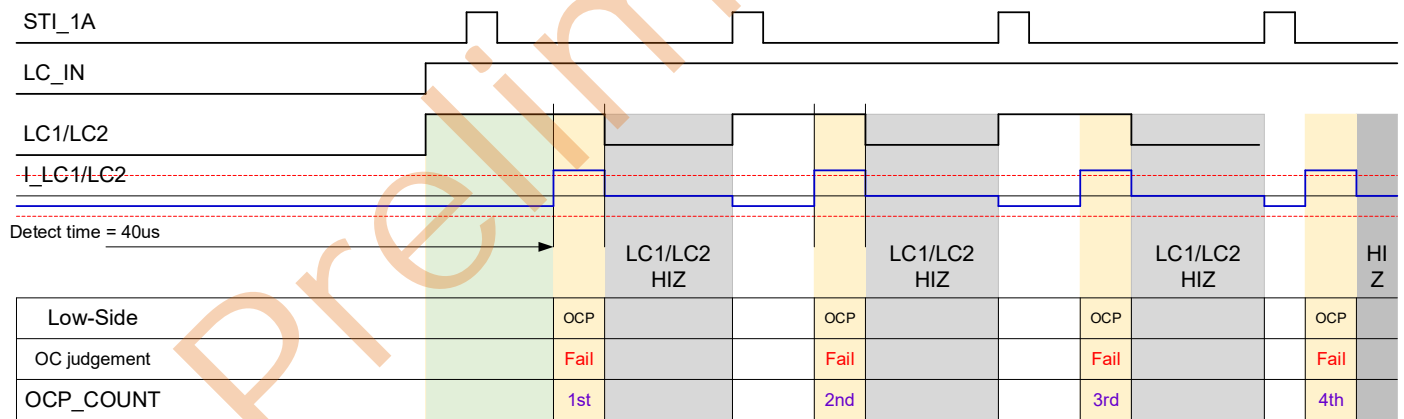 STI_1A
LC_IN
LC1/LC2
I_LC1/LC2
Detect time = 40us
LC1/LC2 HIZ
LC1/LC2 HIZ
LC1/LC2 HIZ
HI Z
Low-Side OCP OCP OCP OCP
OC judgement Fail Fail Fail Fail
OCP_COUNT 1st 2nd 3rd 4th
Prelim